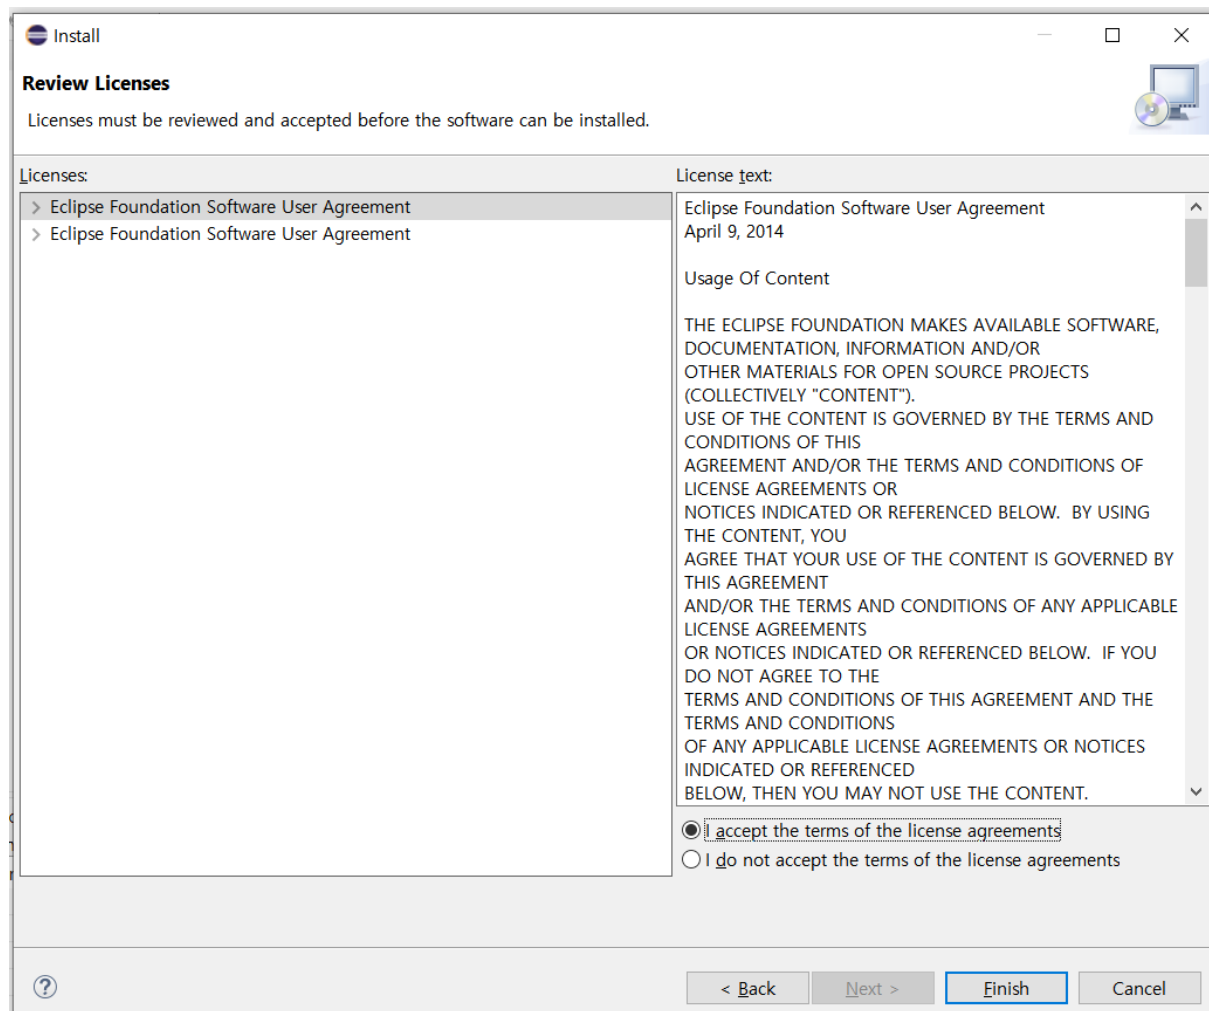 Install
Review Licenses
Licenses must be reviewed and accepted before the software can be installed.
Licenses:
Eclipse Foundation Software User Agreement
Eclipse Foundation Software User Agreement
License text:
Eclipse Foundation Software User Agreement
April 9, 2014
Usage Of Content
THE ECLIPSE FOUNDATION MAKES AVAILABLE SOFTWARE,
DOCUMENTATION, INFORMATION AND/OR
OTHER MATERIALS FOR OPEN SOURCE PROJECTS
(COLLECTIVELY "CONTENT").
USE OF THE CONTENT IS GOVERNED BY THE TERMS AND
CONDITIONS OF THIS
AGREEMENT AND/OR THE TERMS AND CONDITIONS OF
LICENSE AGREEMENTS OR
NOTICES INDICATED OR REFERENCED BELOW.  BY USING
THE CONTENT, YOU
AGREE THAT YOUR USE OF THE CONTENT IS GOVERNED BY
THIS AGREEMENT
AND/OR THE TERMS AND CONDITIONS OF ANY APPLICABLE
LICENSE AGREEMENTS
OR NOTICES INDICATED OR REFERENCED BELOW.  IF YOU
DO NOT AGREE TO THE
TERMS AND CONDITIONS OF THIS AGREEMENT AND THE
TERMS AND CONDITIONS
OF ANY APPLICABLE LICENSE AGREEMENTS OR NOTICES
INDICATED OR REFERENCED
BELOW, THEN YOU MAY NOT USE THE CONTENT.
I accept the terms of the license agreements
I do not accept the terms of the license agreements
< Back
Next >
Finish
Cancel